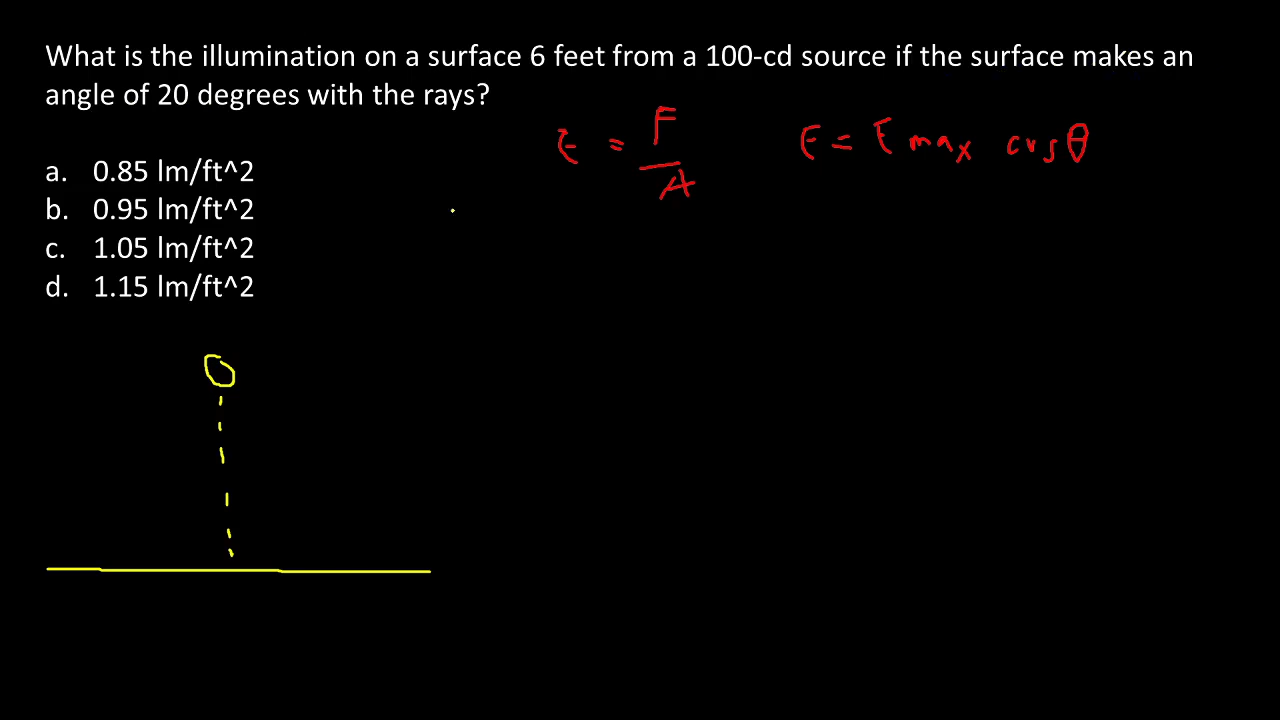 What is the illumination on a surface 6 feet from a 100-cd source if the surface makes an
angle of 20 degrees with the rays?
E = F/A
E = E max cos θ
a. 0.85 lm/ft^2
b. 0.95 lm/ft^2
c. 1.05 lm/ft^2
d. 1.15 lm/ft^2